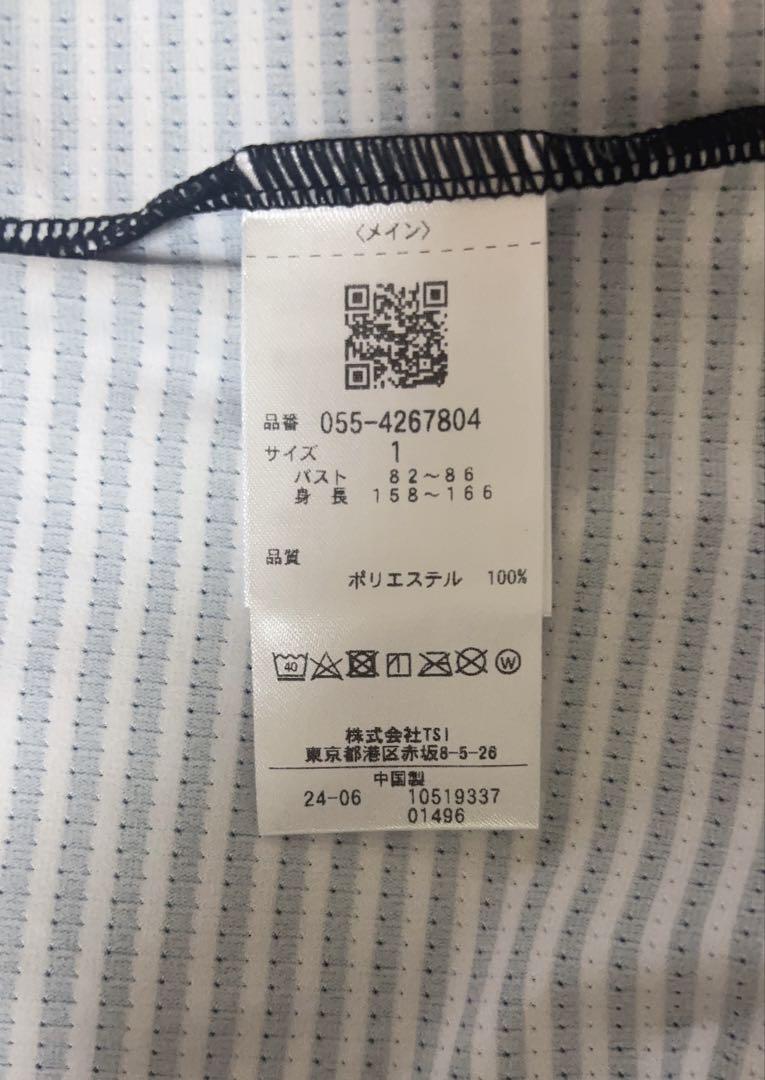 〈メイン〉
品番 055-4267804
サイズ 1
バスト 82～86
身長 158～166
品質
ポリエステル 100%
40
W
株式会社TSI
東京都港区赤坂8-5-26
中国製
24-06 10519337
01496